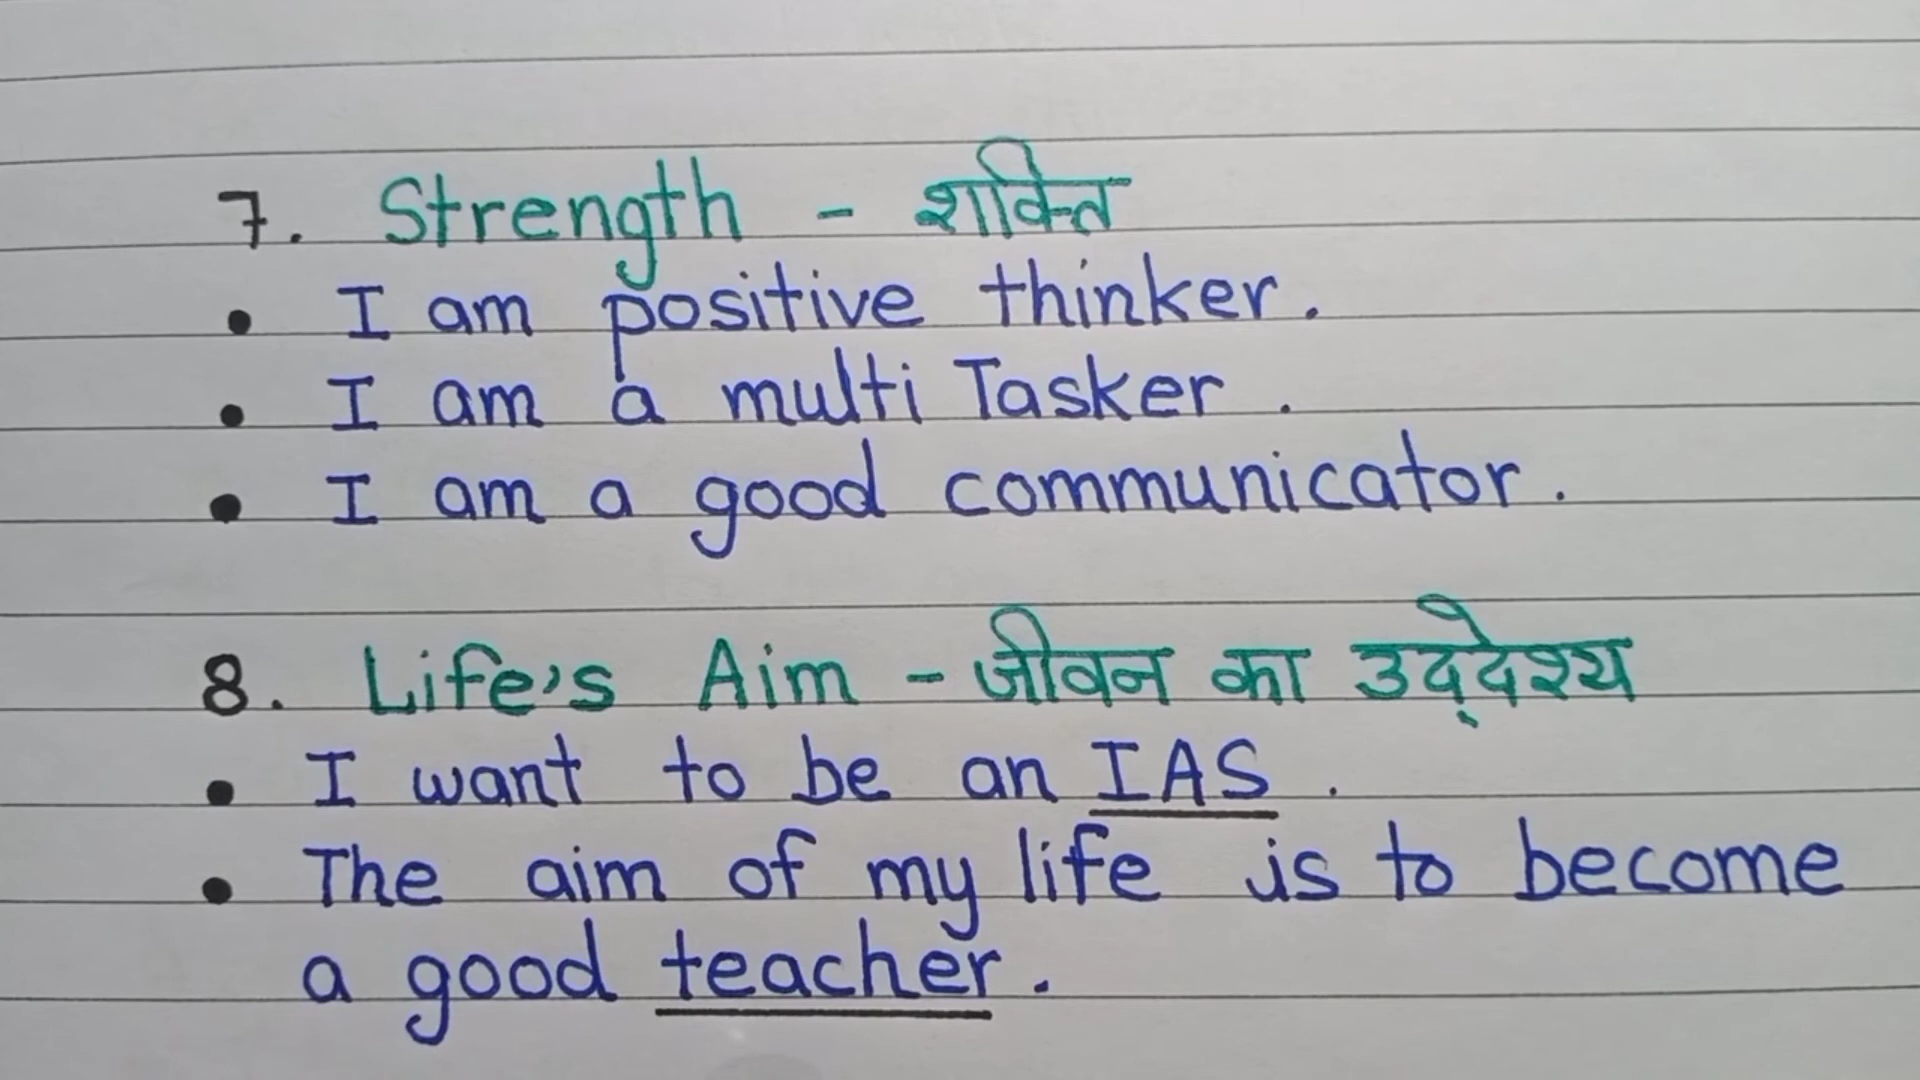 7. Strength - शक्ति
• I am positive thinker.
• I am a multi Tasker.
• I am a good communicator.
8. Life's Aim - जीवन का उद्देश्य
• I want to be an IAS.
• The aim of my life is to become
a good teacher.